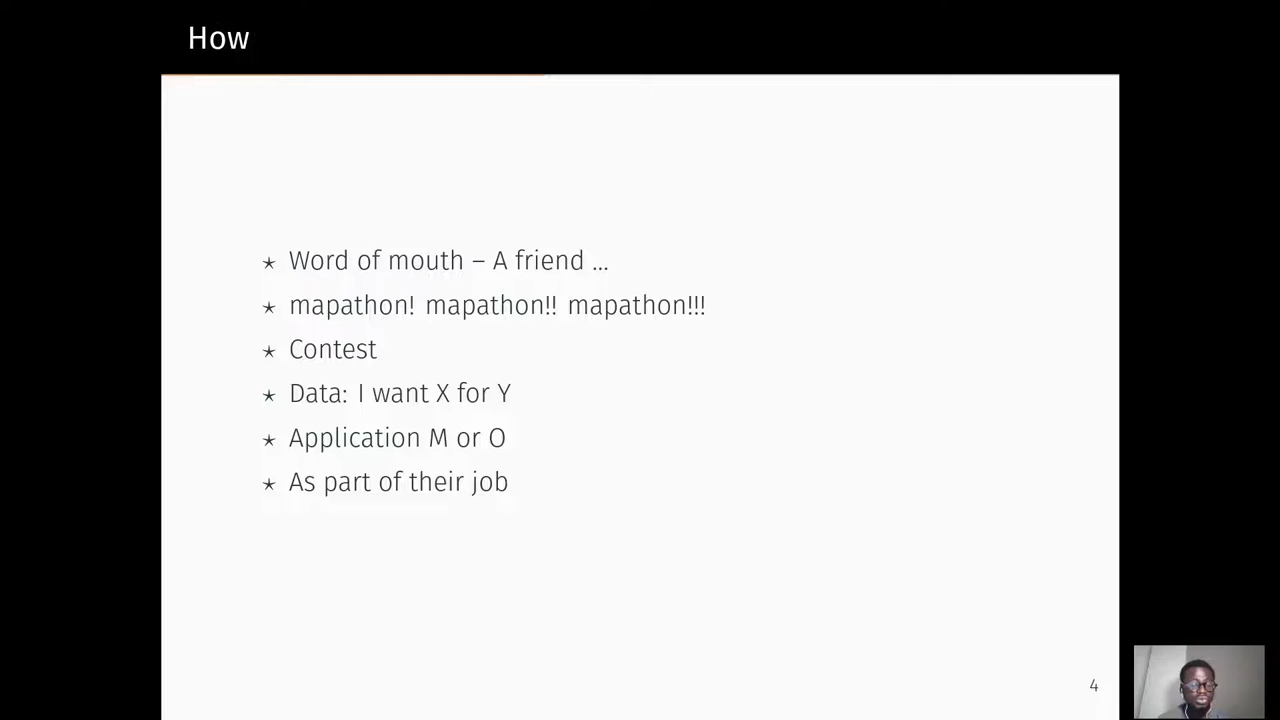 How
⋆ Word of mouth – A friend ...
⋆ mapathon! mapathon!! mapathon!!!
⋆ Contest
⋆ Data: I want X for Y
⋆ Application M or O
⋆ As part of their job
4